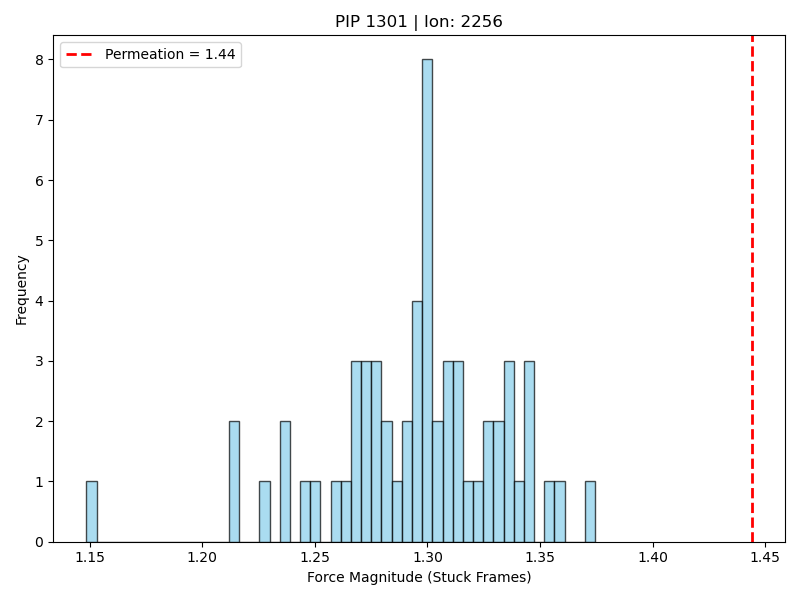 PIP 1301 | Ion: 2256
Permeation = 1.44
8
7
6
5
4
3
2
1
0
Frequency
1.15 1.20 1.25 1.30 1.35 1.40 1.45
Force Magnitude (Stuck Frames)